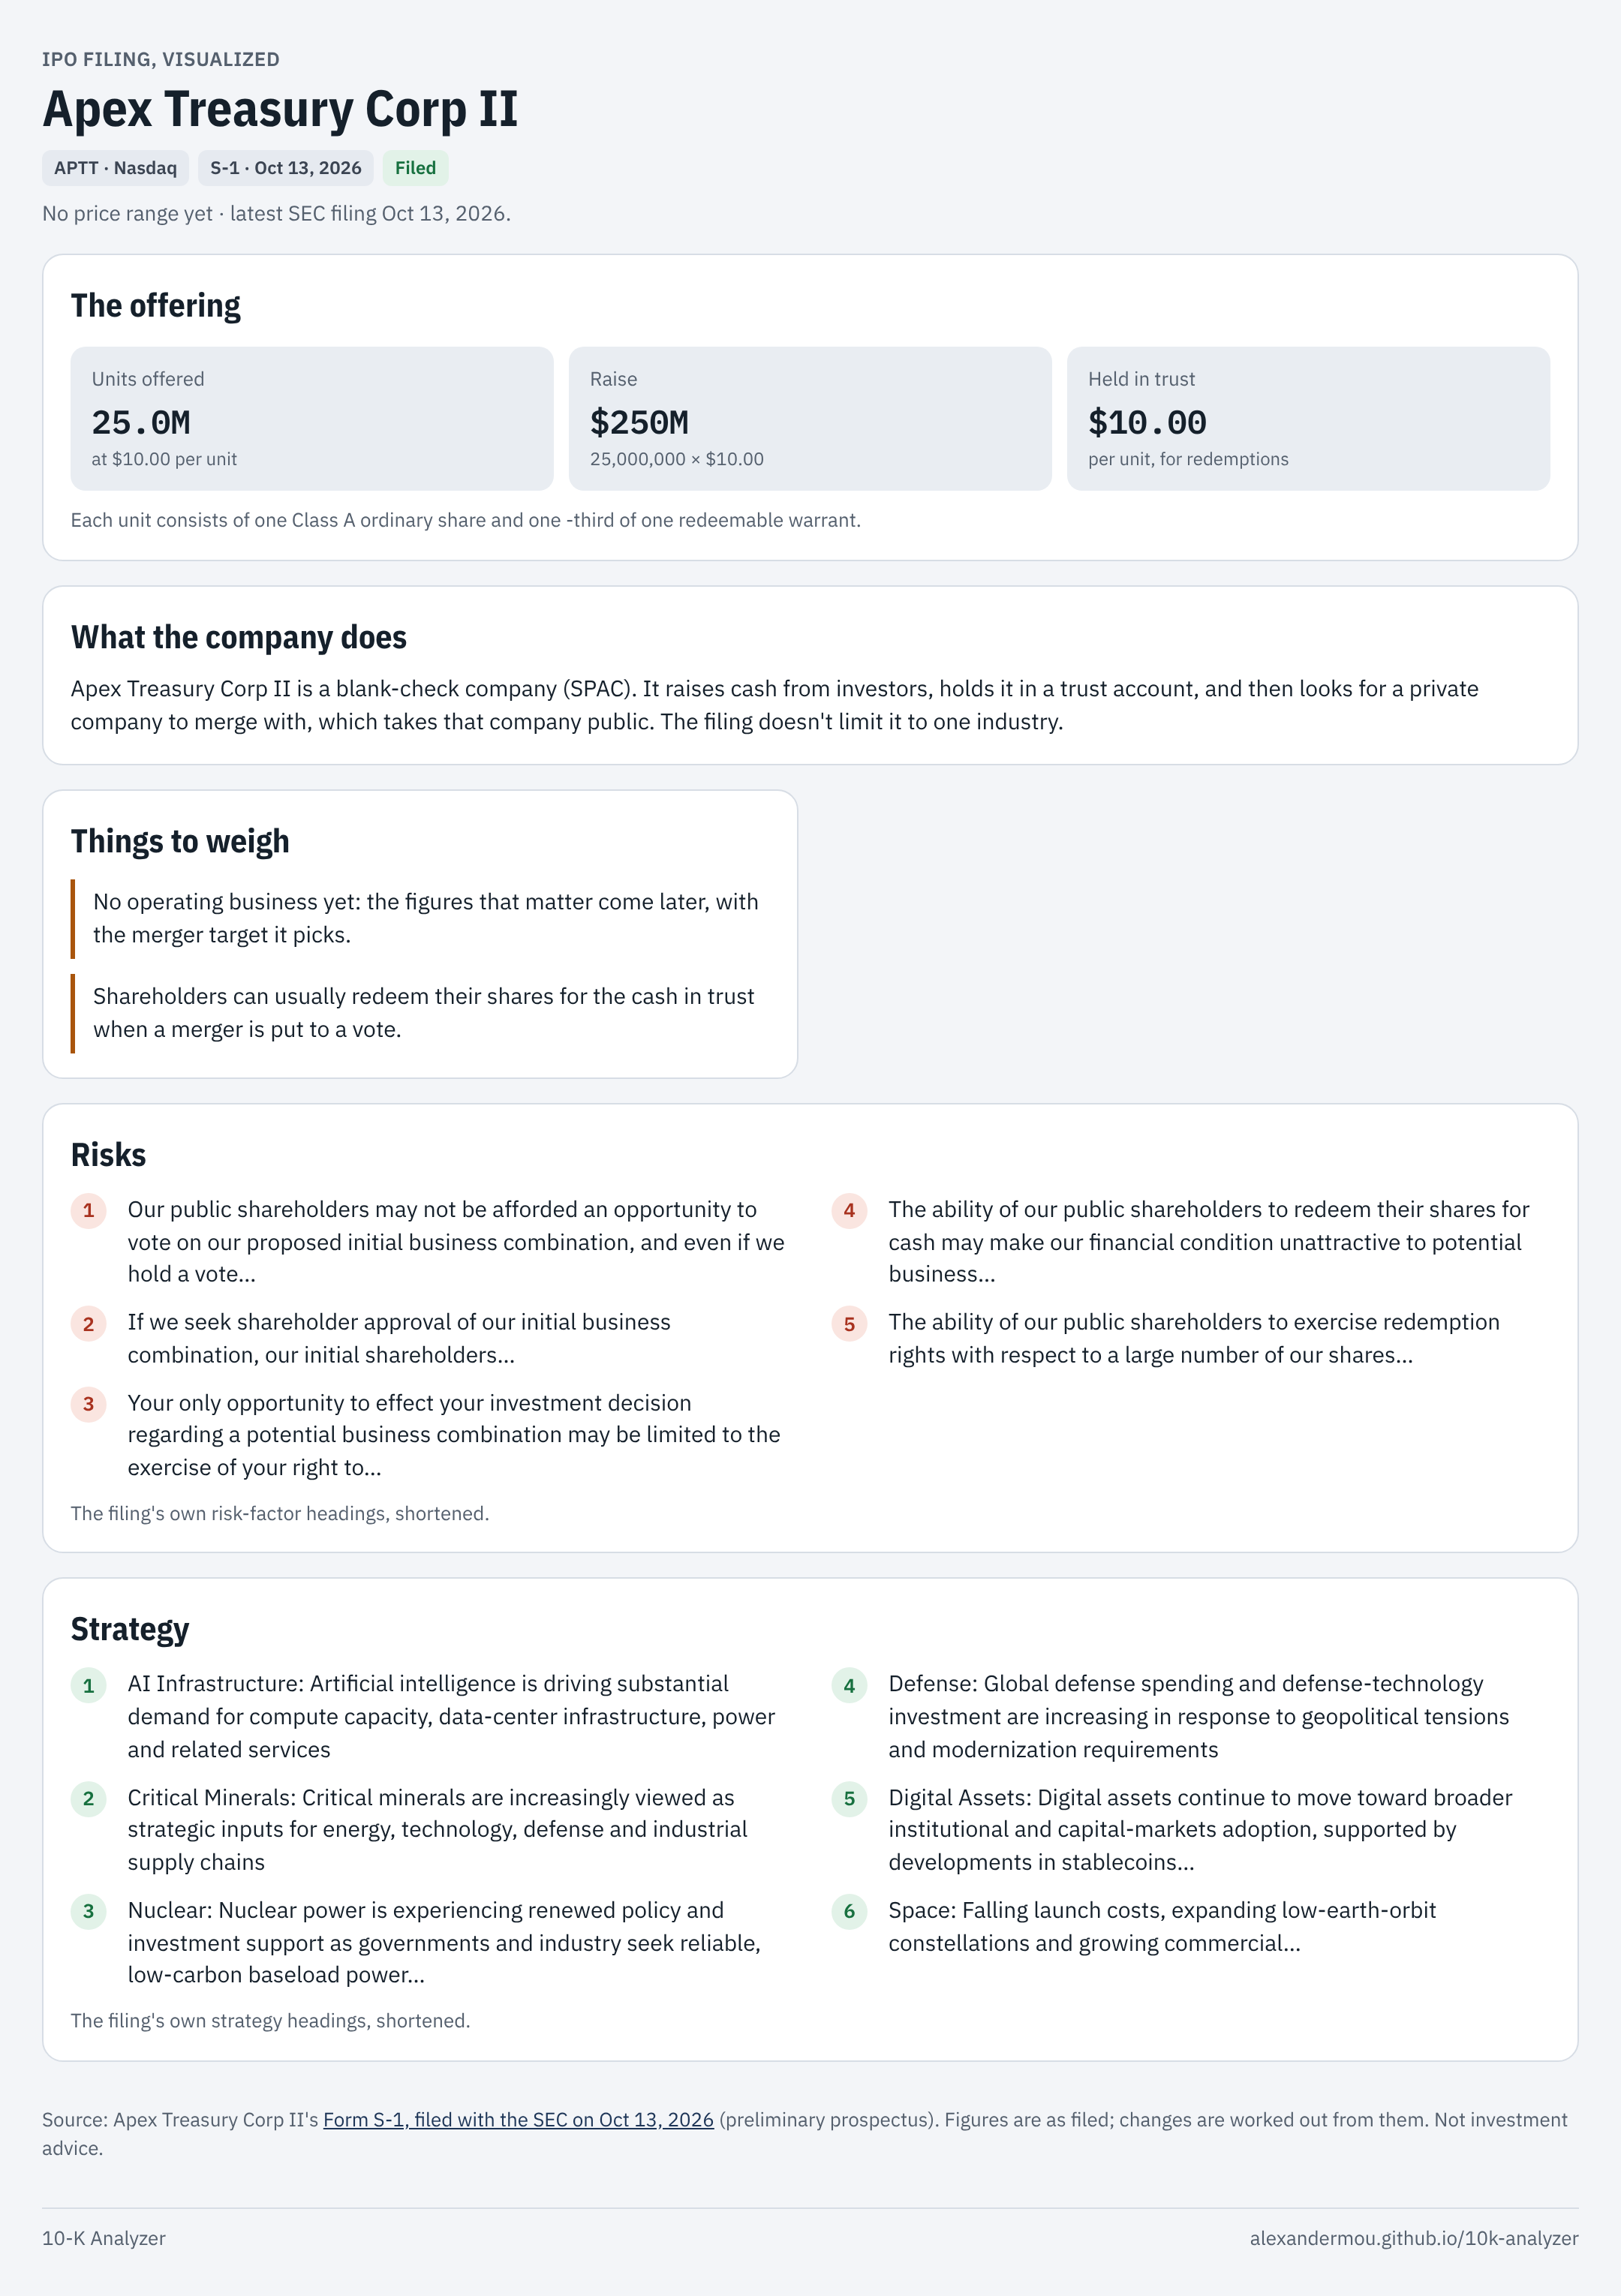 IPO FILING, VISUALIZED
Apex Treasury Corp II
APTT · Nasdaq
S-1 · Oct 13, 2026
Filed
No price range yet · latest SEC filing Oct 13, 2026.
The offering
Units offered
25.0M
at $10.00 per unit
Raise
$250M
25,000,000 × $10.00
Held in trust
$10.00
per unit, for redemptions
Each unit consists of one Class A ordinary share and one -third of one redeemable warrant.
What the company does
Apex Treasury Corp II is a blank-check company (SPAC). It raises cash from investors, holds it in a trust account, and then looks for a private
company to merge with, which takes that company public. The filing doesn't limit it to one industry.
Things to weigh
No operating business yet: the figures that matter come later, with
the merger target it picks.
Shareholders can usually redeem their shares for the cash in trust
when a merger is put to a vote.
Risks
1 Our public shareholders may not be afforded an opportunity to
vote on our proposed initial business combination, and even if we
hold a vote...
2 If we seek shareholder approval of our initial business
combination, our initial shareholders...
3 Your only opportunity to effect your investment decision
regarding a potential business combination may be limited to the
exercise of your right to...
4 The ability of our public shareholders to redeem their shares for
cash may make our financial condition unattractive to potential
business...
5 The ability of our public shareholders to exercise redemption
rights with respect to a large number of our shares...
The filing's own risk-factor headings, shortened.
Strategy
1 AI Infrastructure: Artificial intelligence is driving substantial
demand for compute capacity, data-center infrastructure, power
and related services
2 Critical Minerals: Critical minerals are increasingly viewed as
strategic inputs for energy, technology, defense and industrial
supply chains
3 Nuclear: Nuclear power is experiencing renewed policy and
investment support as governments and industry seek reliable,
low-carbon baseload power...
4 Defense: Global defense spending and defense-technology
investment are increasing in response to geopolitical tensions
and modernization requirements
5 Digital Assets: Digital assets continue to move toward broader
institutional and capital-markets adoption, supported by
developments in stablecoins...
6 Space: Falling launch costs, expanding low-earth-orbit
constellations and growing commercial...
The filing's own strategy headings, shortened.
Source: Apex Treasury Corp II's Form S-1, filed with the SEC on Oct 13, 2026 (preliminary prospectus). Figures are as filed; changes are worked out from them. Not investment
advice.
10-K Analyzer
alexandermou.github.io/10k-analyzer